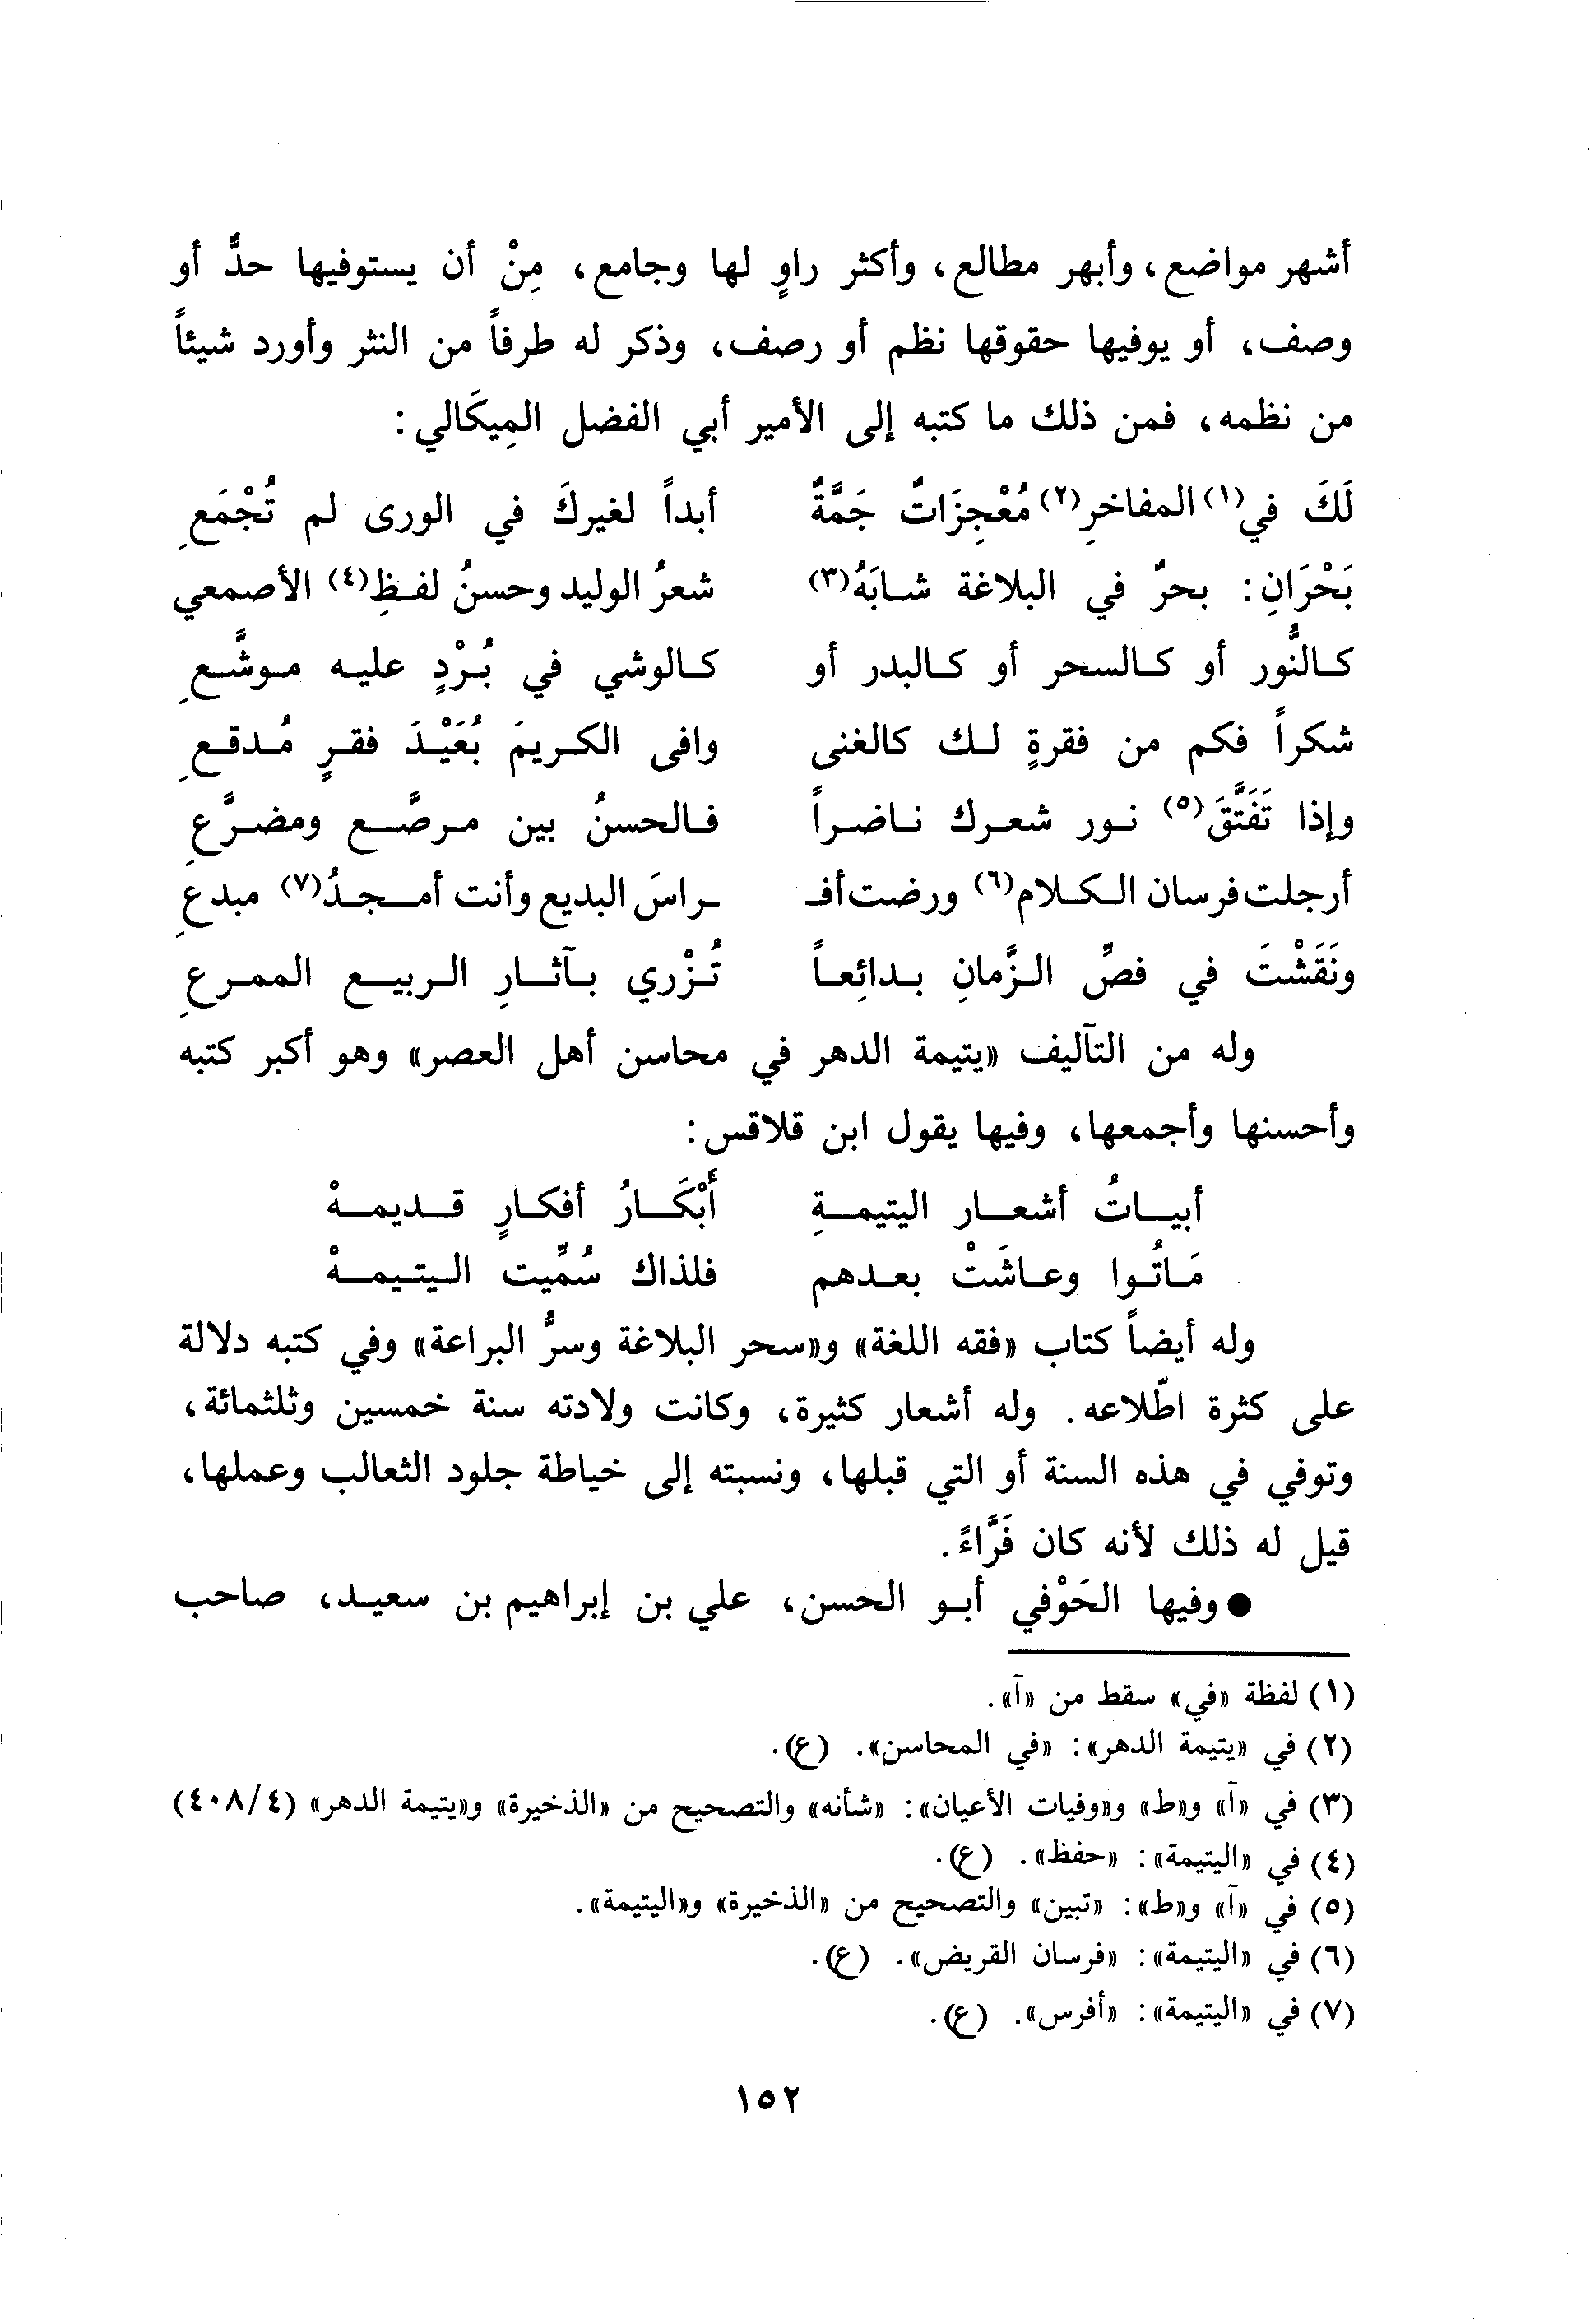 أشهر مواضع، وأبهر مطالع، وأكثر راوٍ لها وجامع، مِنْ أن يستوفيها حدٌّ أو
وصف، أو يوفيها حقوقها نظم أو رصف، وذكر له طرفاً من النثر وأورد شيئاً
من نظمه، فمن ذلك ما كتبه إلى الأمير أبي الفضل المِيكَالي:
لَكَ في(١) المفاخرِ(٢) مُعْجِزَاتٌ جَمَّةٌ أبداً لغيركَ في الورى لم تُجْمَعِ
بَحْرَانِ: بحرٌ في البلاغة شابَهُ(٣) شعرُ الوليد وحسنُ لفظِ(٤) الأصمعي
كالنُّور أو كالسحر أو كالبدر أو كالوشي في بُرْدٍ عليه موشَّعِ
شكراً فكم من فقرةٍ لك كالغنى وافى الكريمَ بُعَيْدَ فقرٍ مُدقعِ
وإذا تَفَتَّقَ(٥) نور شعرك ناضراً فالحسنُ بين مرصَّع ومضرَّعِ
أرجلت فرسان الكلام(٦) ورضت أفـ ـراسَ البديع وأنت أمجدُ(٧) مبدعِ
ونَقَشْتَ في فصِّ الزَّمانِ بدائِعاً تُزْري بآثارِ الربيع الممرعِ
وله من التآليف «يتيمة الدهر في محاسن أهل العصر» وهو أكبر كتبه
وأحسنها وأجمعها، وفيها يقول ابن قلاقس:
أبياتُ أشعار اليتيمةِ أَبْكَارُ أفكارٍ قديمهْ
مَاتُوا وعاشَتْ بعدهم فلذاك سُمِّيت اليتيمهْ
وله أيضاً كتاب «فقه اللغة» و«سحر البلاغة وسرُّ البراعة» وفي كتبه دلالة
على كثرة اطّلاعه. وله أشعار كثيرة، وكانت ولادته سنة خمسين وثلثمائة،
وتوفي في هذه السنة أو التي قبلها، ونسبته إلى خياطة جلود الثعالب وعملها،
قيل له ذلك لأنه كان فَرَّاءً.
● وفيها الحَوْفي أبو الحسن، علي بن إبراهيم بن سعيد، صاحب
(١) لفظة «في» سقط من «آ».
(٢) في «يتيمة الدهر»: «في المحاسن». (ع).
(٣) في «آ» و«ط» و«وفيات الأعيان»: «شأنه» والتصحيح من «الذخيرة» و«يتيمة الدهر» (٤/٤٠٨)
(٤) في «اليتيمة»: «حفظ». (ع).
(٥) في «آ» و«ط»: «تبين» والتصحيح من «الذخيرة» و«اليتيمة».
(٦) في «اليتيمة»: «فرسان القريض». (ع).
(٧) في «اليتيمة»: «أفرس». (ع).
١٥٢